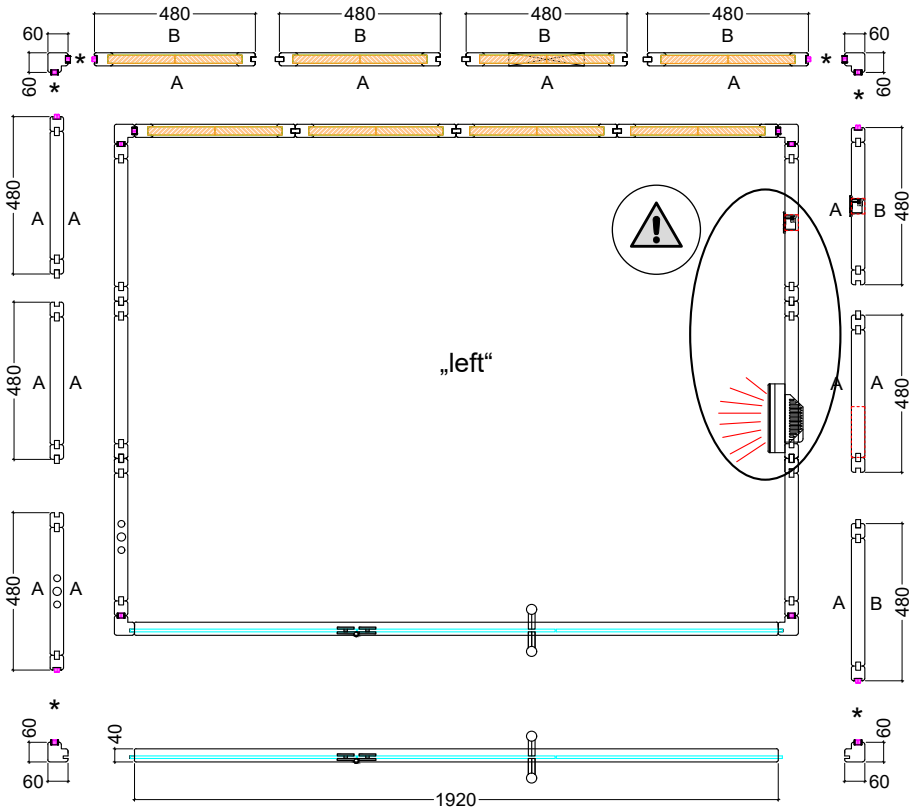 480 480 480 480
60 B B B B 60
60 * A A A A * 60
* *
480 A A A B 480
„left“
480 A A A A 480
480 A A A B 480
* *
60 40 60
60 60
1920